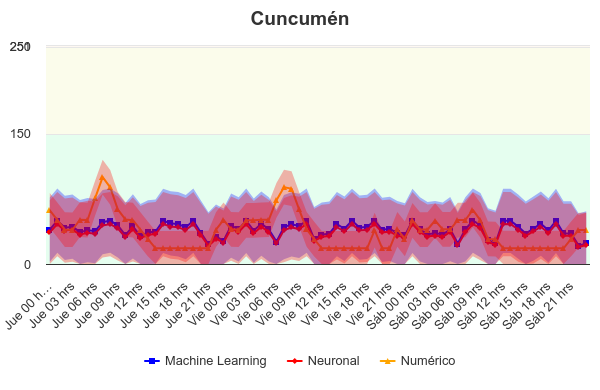 Cuncumén
250
150
0
Jue 00 h...
Jue 03 hrs
Jue 06 hrs
Jue 09 hrs
Jue 12 hrs
Jue 15 hrs
Jue 18 hrs
Jue 21 hrs
Vie 00 hrs
Vie 03 hrs
Vie 06 hrs
Vie 09 hrs
Vie 12 hrs
Vie 15 hrs
Vie 18 hrs
Vie 21 hrs
Sáb 00 hrs
Sáb 03 hrs
Sáb 06 hrs
Sáb 09 hrs
Sáb 12 hrs
Sáb 15 hrs
Sáb 18 hrs
Sáb 21 hrs
Machine Learning Neuronal Numérico